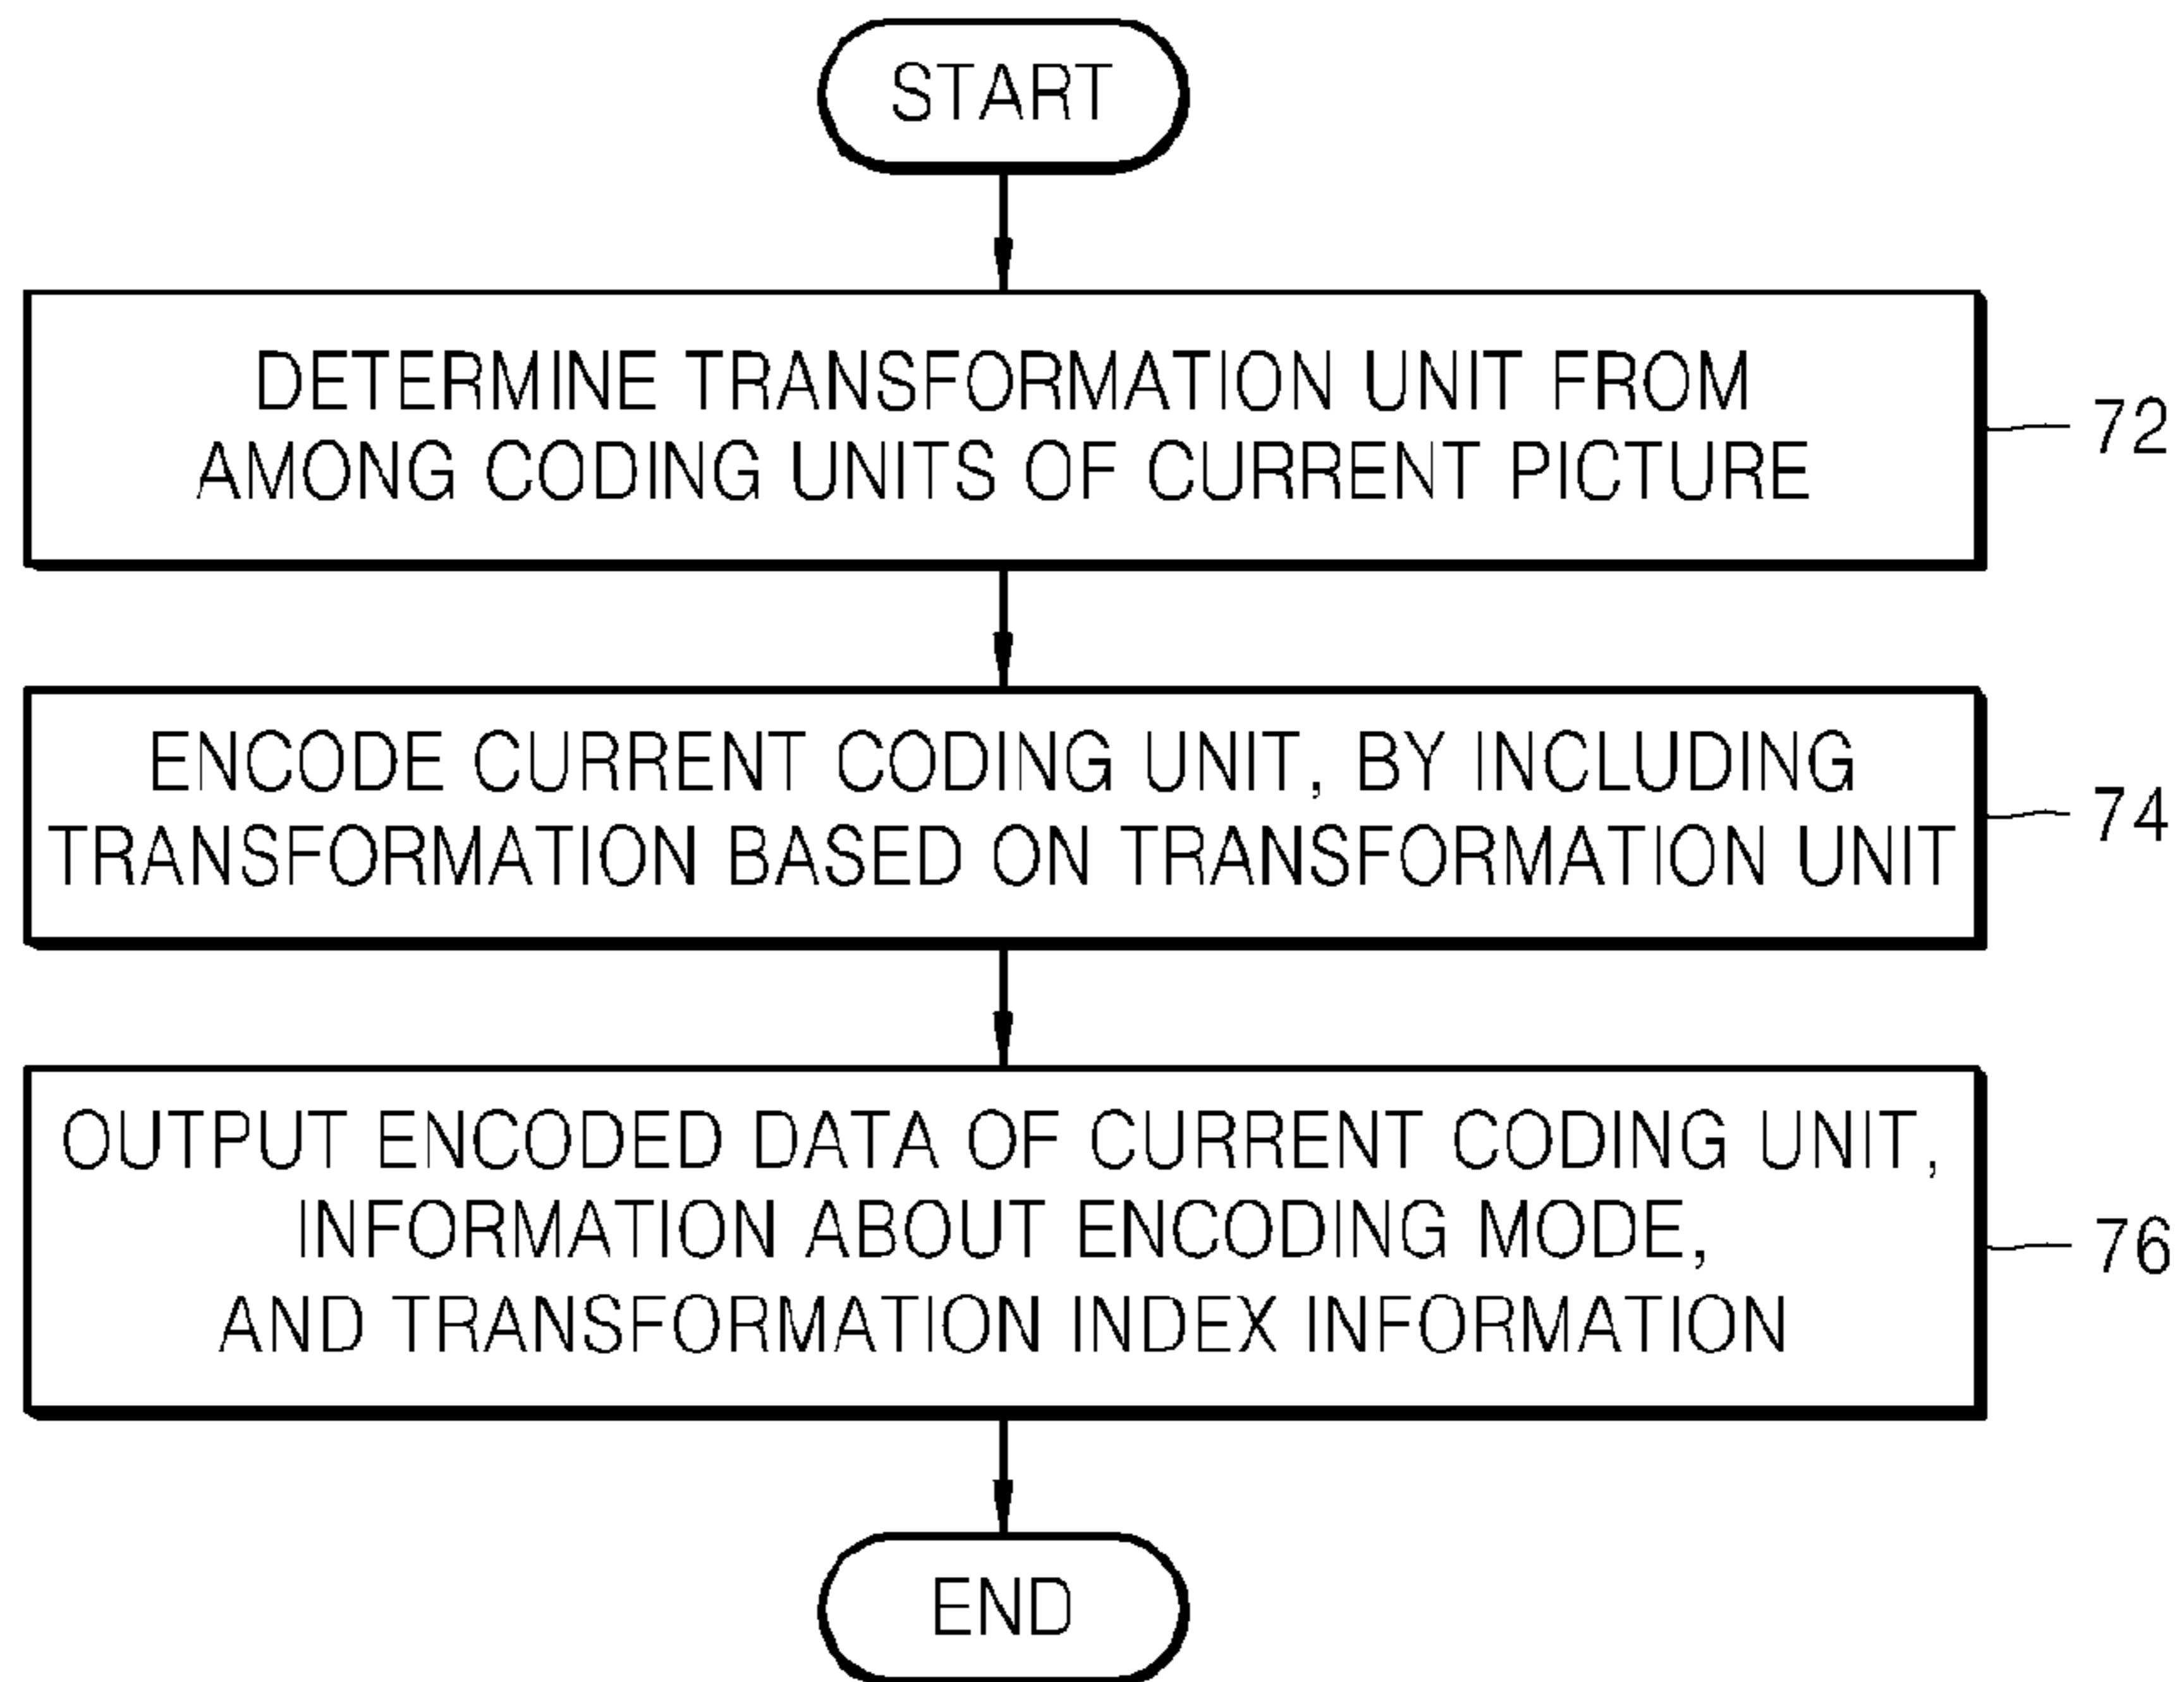 START
DETERMINE TRANSFORMATION UNIT FROM
AMONG CODING UNITS OF CURRENT PICTURE
72
ENCODE CURRENT CODING UNIT, BY INCLUDING
TRANSFORMATION BASED ON TRANSFORMATION UNIT
74
OUTPUT ENCODED DATA OF CURRENT CODING UNIT,
INFORMATION ABOUT ENCODING MODE,
AND TRANSFORMATION INDEX INFORMATION
76
END